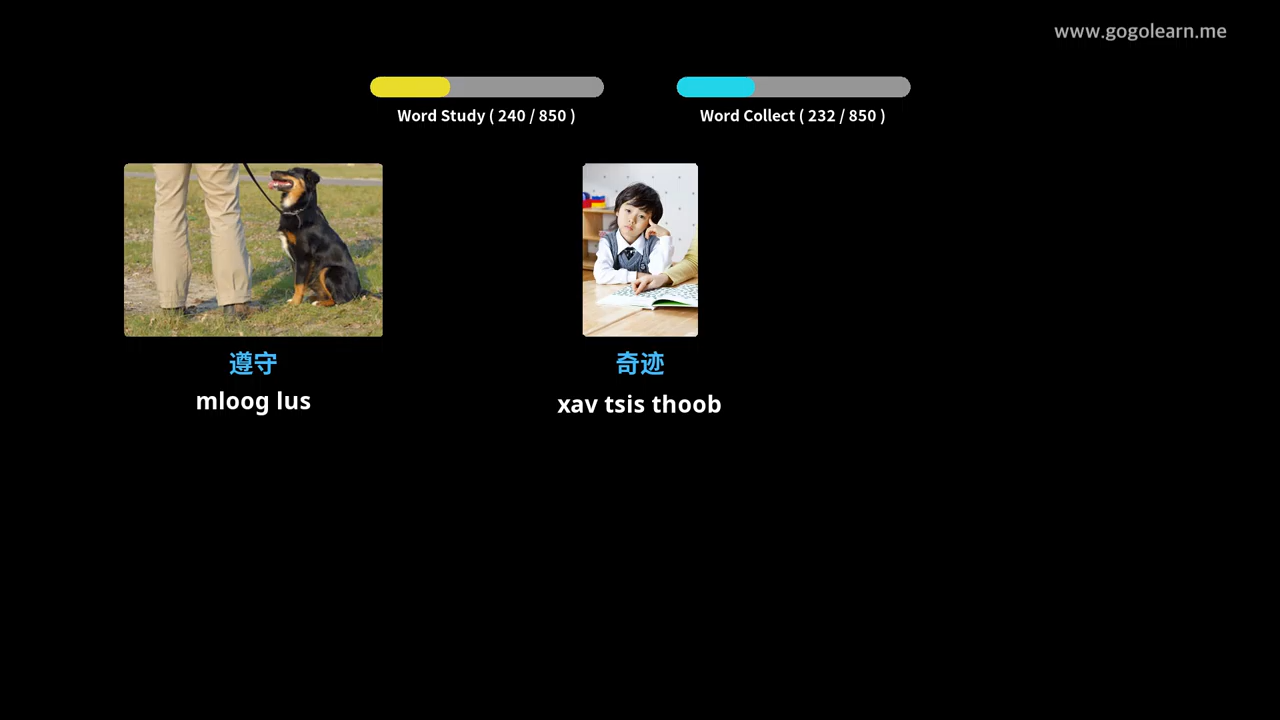 www.gogolearn.me
Word Study ( 240 / 850 )
Word Collect ( 232 / 850 )
遵守
mloog lus
奇迹
xav tsis thoob